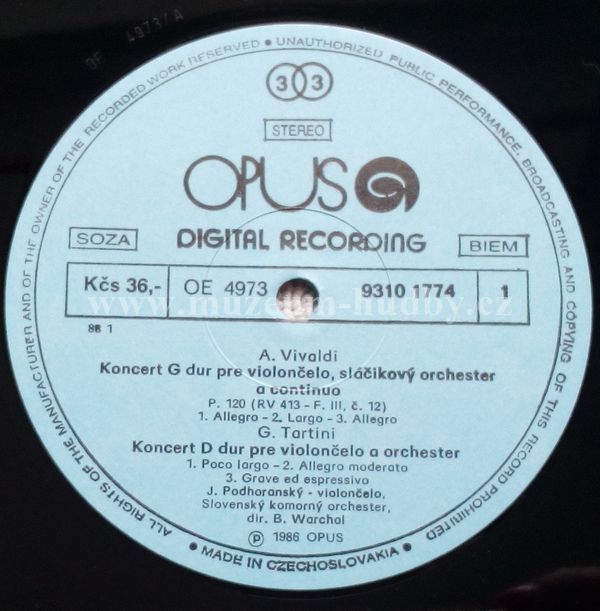 OE 4973/A
ALL RIGHTS OF THE MANUFACTURER AND OF THE OWNER OF THE RECORDED WORK RESERVED • UNAUTHORIZED PUBLIC PERFORMANCE, BROADCASTING AND COPYING OF THIS RECORD PROHIBITED • MADE IN CZECHOSLOVAKIA •
33
STEREO
OPUS
DIGITAL RECORDING
SOZA
BIEM
Kčs 36,- OE 4973 9310 1774 1
www.muzeum-hudby.cz
88 1
A. Vivaldi
Koncert G dur pre violončelo, sláčikový orchester
a continuo
P. 120 (RV 413 - F. III, č. 12)
1. Allegro - 2. Largo - 3. Allegro
G. Tartini
Koncert D dur pre violončelo a orchester
1. Poco largo - 2. Allegro moderato
3. Grave ed espressivo
J. Podhoranský - violončelo,
Slovenský komorný orchester,
dir. B. Warchal
Ⓟ 1986 OPUS